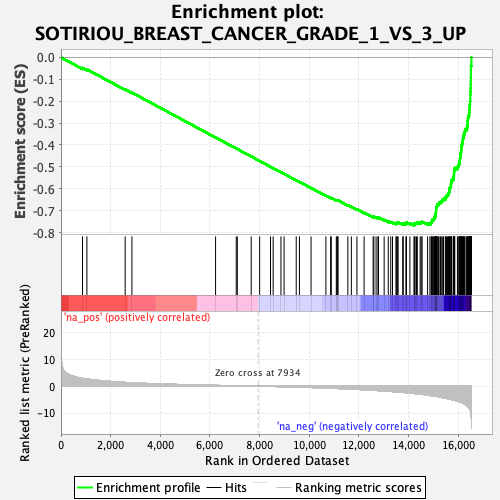 Enrichment plot:
SOTIRIOU_BREAST_CANCER_GRADE_1_VS_3_UP
Enrichment score (ES)
0.0
-0.1
-0.2
-0.3
-0.4
-0.5
-0.6
-0.7
-0.8
'na_pos' (positively correlated)
Ranked list metric (PreRanked)
20
10
0
-10
Zero cross at 7934
'na_neg' (negatively correlated)
0
2,000
4,000
6,000
8,000
10,000
12,000
14,000
16,000
Rank in Ordered Dataset
Enrichment profile
Hits
Ranking metric scores